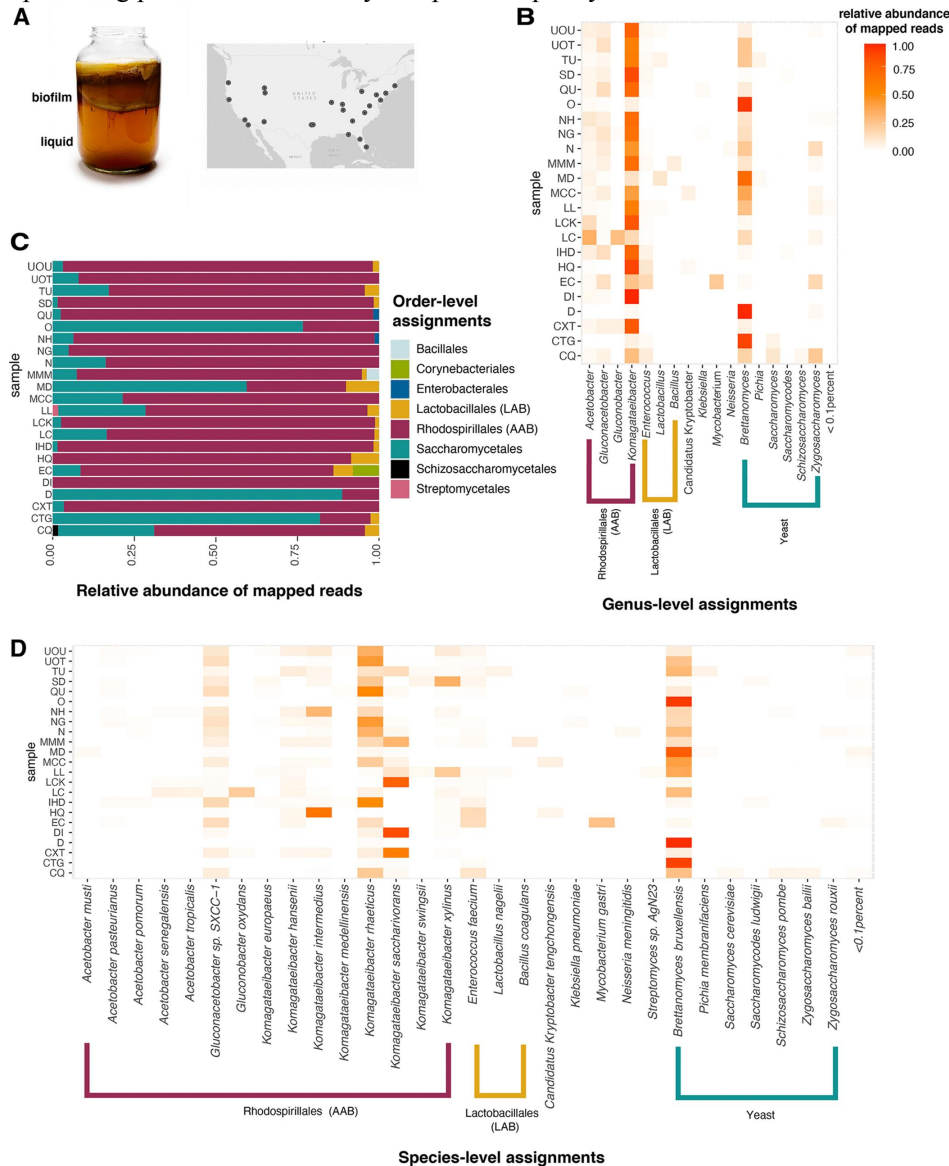 A
biofilm
liquid
UNITED
STATES
B
relative abundance
of mapped reads
1.00
0.75
0.50
0.25
0.00
sample
UOU
UOT
TU
SD
QU
O
NH
NG
N
MMM
MD
MCC
LL
LCK
LC
IHD
HQ
EC
DI
D
CXT
CTG
CQ
Acetobacter
Gluconacetobacter
Gluconobacter
Komagataeibacter
Enterococcus
Lactobacillus
Bacillus
Candidatus Kryptobacter
Klebsiella
Mycobacterium
Neisseria
Brettanomyces
Pichia
Saccharomyces
Saccharomycodes
Schizosaccharomyces
Zygosaccharomyces
< 0.1percent
Rhodospirillales
(AAB)
Lactobacillales
(LAB)
Yeast
Genus-level assignments
C
sample
UOU
UOT
TU
SD
QU
O
NH
NG
N
MMM
MD
MCC
LL
LCK
LC
IHD
HQ
EC
DI
D
CXT
CTG
CQ
0.00
0.25
0.50
0.75
1.00
Relative abundance of mapped reads
Order-level
assignments
Bacillales
Corynebacteriales
Enterobacterales
Lactobacillales (LAB)
Rhodospirillales (AAB)
Saccharomycetales
Schizosaccharomycetales
Streptomycetales
D
sample
UOU
UOT
TU
SD
QU
O
NH
NG
N
MMM
MD
MCC
LL
LCK
LC
IHD
HQ
EC
DI
D
CXT
CTG
CQ
Acetobacter musti
Acetobacter pasteurianus
Acetobacter pomorum
Acetobacter senegalensis
Acetobacter tropicalis
Gluconacetobacter sp. SXCC−1
Gluconobacter oxydans
Komagataeibacter europaeus
Komagataeibacter hansenii
Komagataeibacter intermedius
Komagataeibacter medellinensis
Komagataeibacter rhaeticus
Komagataeibacter saccharivorans
Komagataeibacter swingsii
Komagataeibacter xylinus
Enterococcus faecium
Lactobacillus nagelii
Bacillus coagulans
Candidatus Kryptobacter tengchongensis
Klebsiella pneumoniae
Mycobacterium gastri
Neisseria meningitidis
Streptomyces sp. AgN23
Brettanomyces bruxellensis
Pichia membranifaciens
Saccharomyces cerevisiae
Saccharomycodes ludwigii
Schizosaccharomyces pombe
Zygosaccharomyces bailii
Zygosaccharomyces rouxii
<0.1percent
Rhodospirillales (AAB)
Lactobacillales
(LAB)
Yeast
Species-level assignments